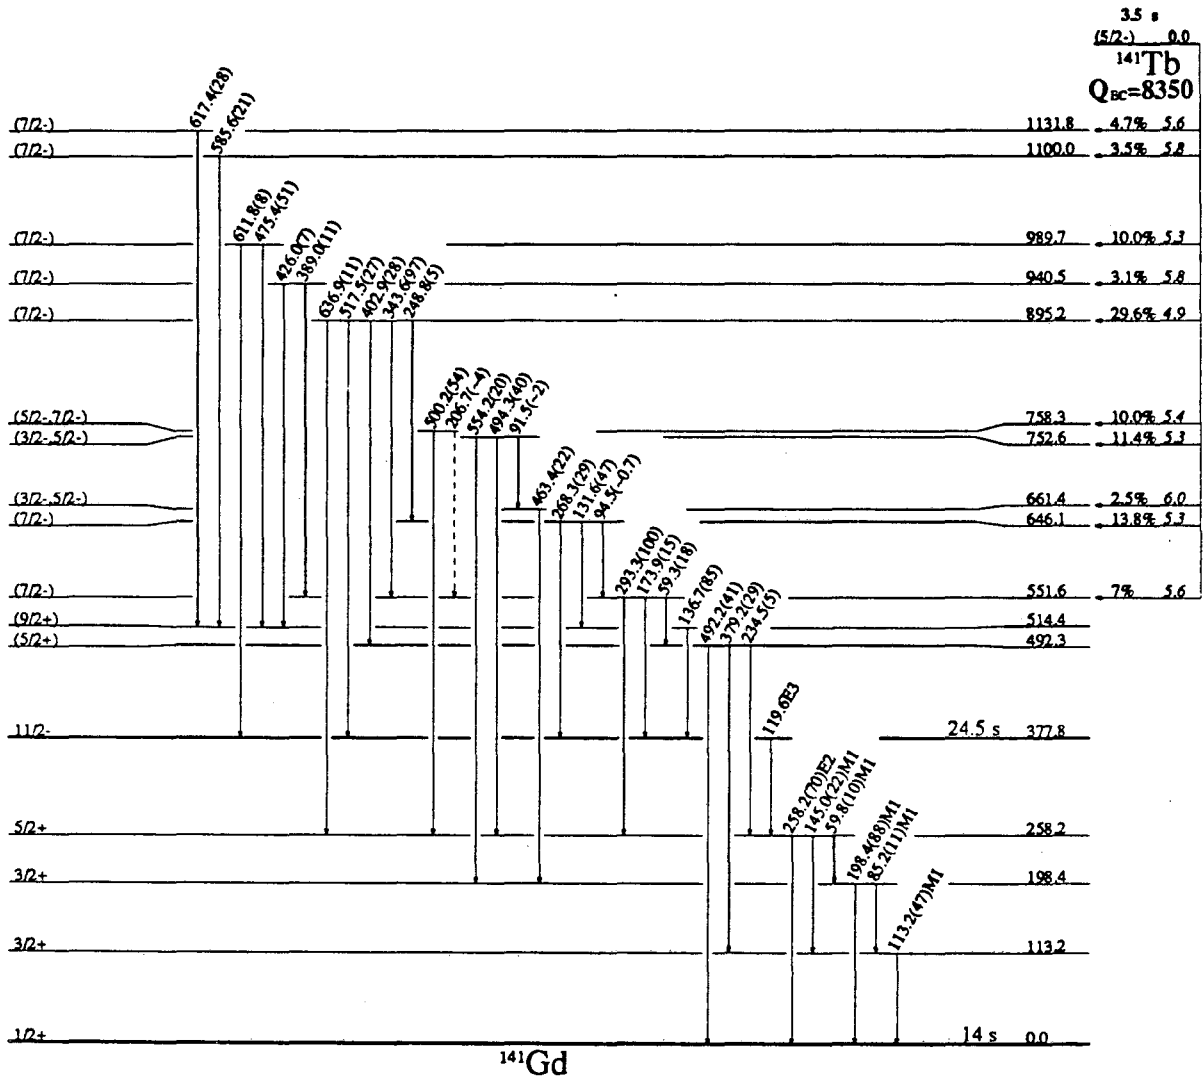 3.5 s
(5/2-) 0.0
141Tb
QBC=8350
617.4(28)
585.6(21)
(7/2-) 1131.8 4.7% 5.6
(7/2-) 1100.0 3.5% 5.8
611.8(8)
475.4(51)
(7/2-) 989.7 10.0% 5.3
426.0(7)
389.0(11)
(7/2-) 940.5 3.1% 5.8
636.9(11)
517.5(27)
402.9(28)
343.6(97)
248.8(5)
(7/2-) 895.2 29.6% 4.9
500.2(54)
206.7(~4)
554.2(20)
494.3(40)
91.5(~2)
(5/2-,7/2-) 758.3 10.0% 5.4
(3/2-,5/2-) 752.6 11.4% 5.3
463.4(22)
268.3(29)
131.6(47)
94.5(~0.7)
(3/2-,5/2-) 661.4 2.5% 6.0
(7/2-) 646.1 13.8% 5.3
293.3(100)
173.9(15)
59.3(18)
(7/2-) 551.6 7% 5.6
136.7(85)
492.2(41)
379.2(29)
234.5(5)
(9/2+) 514.4
(5/2+) 492.3
119.6E3
11/2- 24.5 s 377.8
258.2(70)E2
145.0(22)M1
59.8(10)M1
5/2+ 258.2
198.4(88)M1
85.2(11)M1
3/2+ 198.4
113.2(47)M1
3/2+ 113.2
1/2+ 14 s 0.0
141Gd